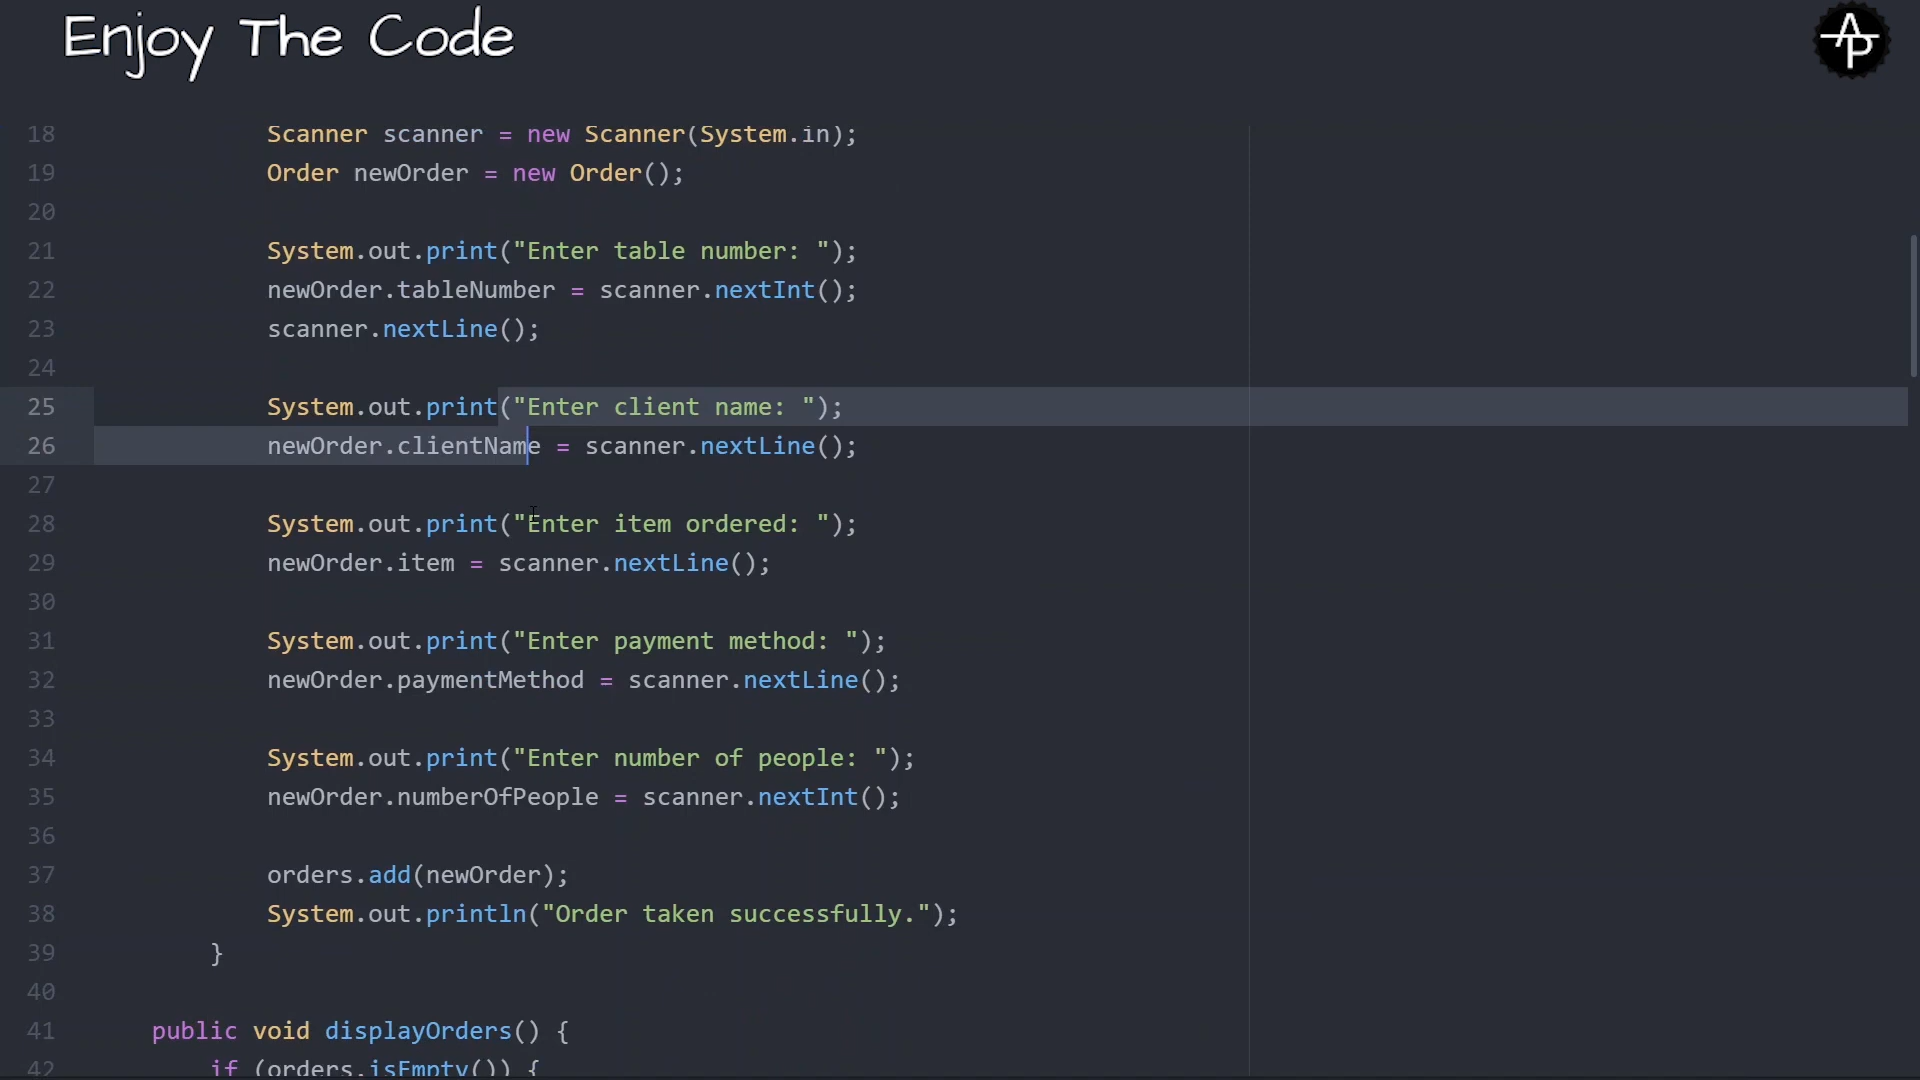 Enjoy The Code
AP
18 Scanner scanner = new Scanner(System.in);
19 Order newOrder = new Order();
20
21 System.out.print("Enter table number: ");
22 newOrder.tableNumber = scanner.nextInt();
23 scanner.nextLine();
24
25 System.out.print("Enter client name: ");
26 newOrder.clientName = scanner.nextLine();
27
28 System.out.print("Enter item ordered: ");
29 newOrder.item = scanner.nextLine();
30
31 System.out.print("Enter payment method: ");
32 newOrder.paymentMethod = scanner.nextLine();
33
34 System.out.print("Enter number of people: ");
35 newOrder.numberOfPeople = scanner.nextInt();
36
37 orders.add(newOrder);
38 System.out.println("Order taken successfully.");
39 }
40
41 public void displayOrders() {
42 if (orders.isEmpty()) {